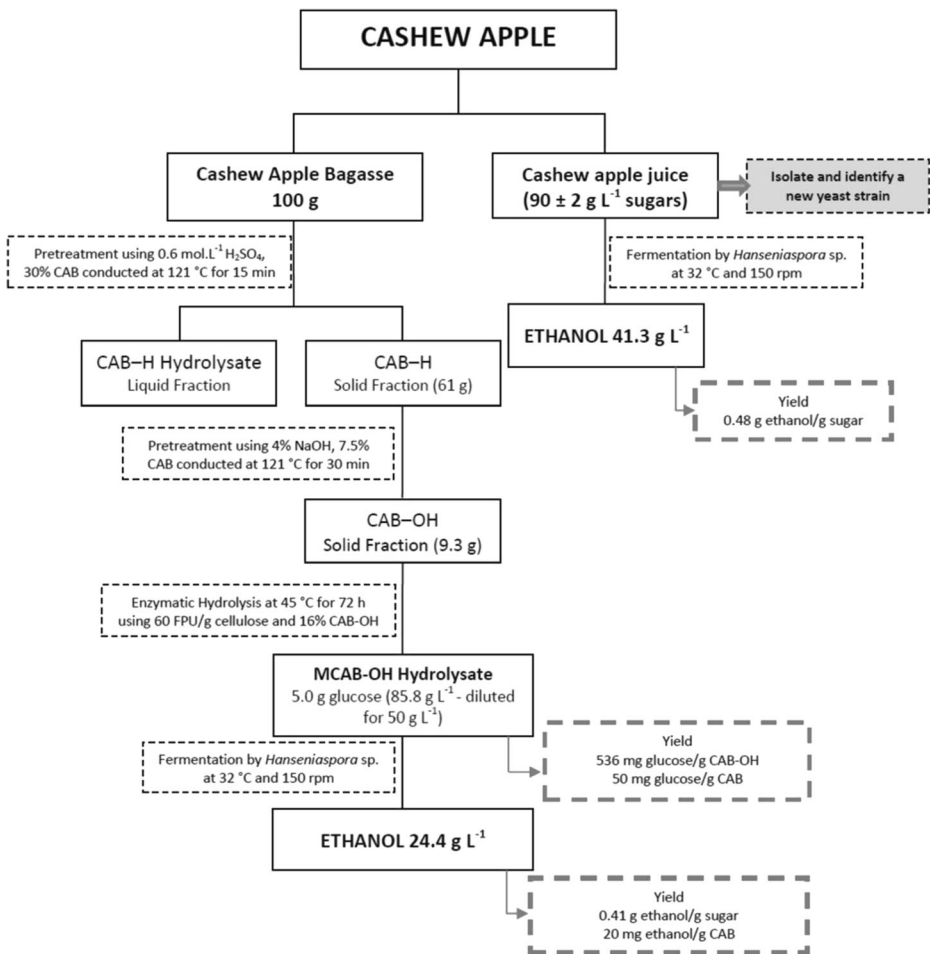 CASHEW APPLE
Cashew Apple Bagasse
100 g
Cashew apple juice
(90 ± 2 g L⁻¹ sugars)
Isolate and identify a
new yeast strain
Pretreatment using 0.6 mol.L⁻¹ H₂SO₄,
30% CAB conducted at 121 °C for 15 min
Fermentation by Hanseniaspora sp.
at 32 °C and 150 rpm
CAB–H Hydrolysate
Liquid Fraction
CAB–H
Solid Fraction (61 g)
ETHANOL 41.3 g L⁻¹
Yield
0.48 g ethanol/g sugar
Pretreatment using 4% NaOH, 7.5%
CAB conducted at 121 °C for 30 min
CAB–OH
Solid Fraction (9.3 g)
Enzymatic Hydrolysis at 45 °C for 72 h
using 60 FPU/g cellulose and 16% CAB-OH
MCAB-OH Hydrolysate
5.0 g glucose (85.8 g L⁻¹ - diluted
for 50 g L⁻¹)
Yield
536 mg glucose/g CAB-OH
50 mg glucose/g CAB
Fermentation by Hanseniaspora sp.
at 32 °C and 150 rpm
ETHANOL 24.4 g L⁻¹
Yield
0.41 g ethanol/g sugar
20 mg ethanol/g CAB